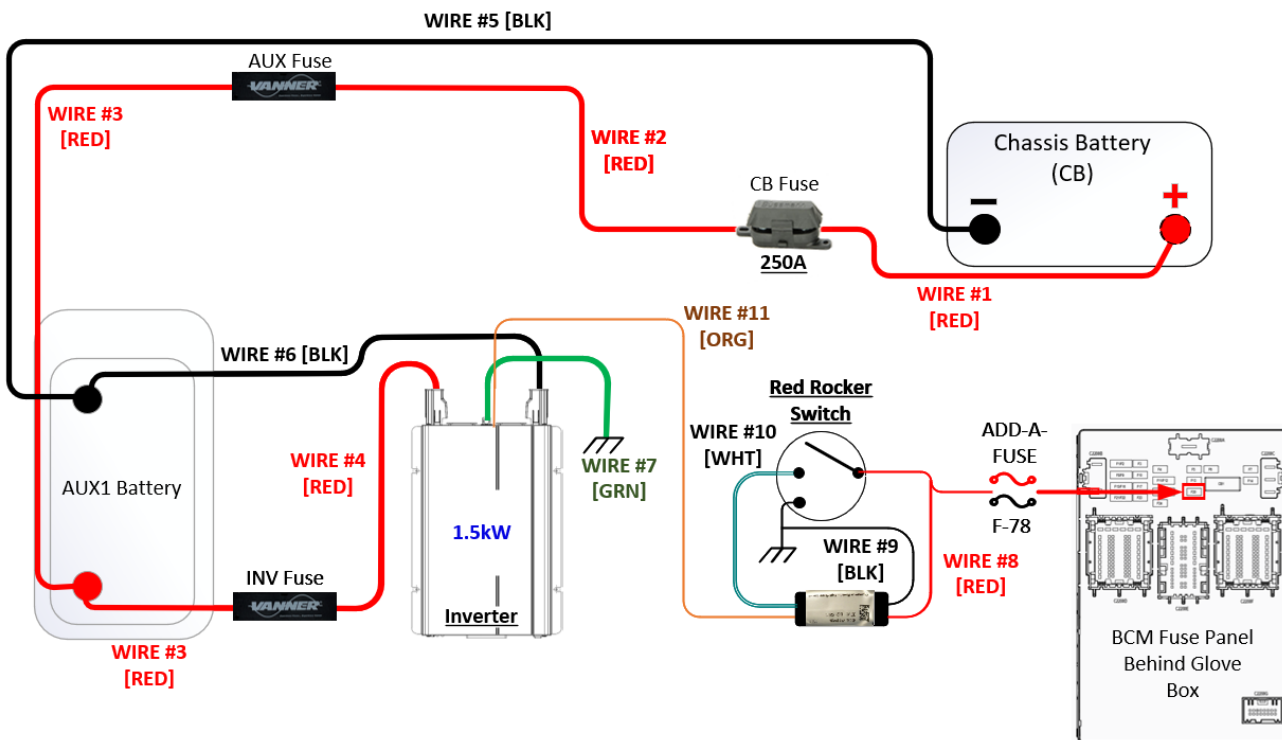 WIRE #5 [BLK]
AUX Fuse
VANNER
WIRE #3
[RED]
WIRE #2
[RED]
Chassis Battery
(CB)
CB Fuse
250A
WIRE #1
[RED]
WIRE #11
[ORG]
WIRE #6 [BLK]
Red Rocker
Switch
WIRE #10
[WHT]
ADD-A-
FUSE
WIRE #4
[RED]
WIRE #7
[GRN]
AUX1 Battery
F-78
1.5kW
WIRE #9
[BLK]
WIRE #8
[RED]
INV Fuse
VANNER
Inverter
WIRE #3
[RED]
BCM Fuse Panel
Behind Glove
Box